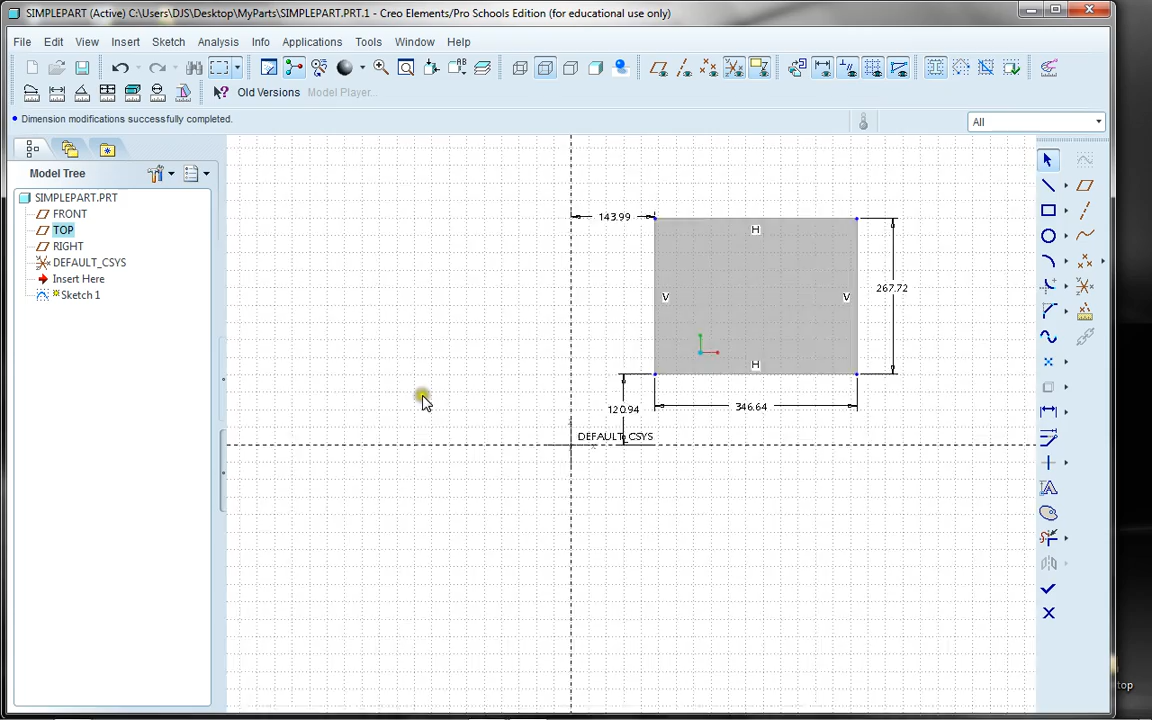 SIMPLEPART (Active) C:\Users\DJS\Desktop\MyParts\SIMPLEPART.PRT.1 - Creo Elements/Pro Schools Edition (for educational use only)
File Edit View Insert Sketch Analysis Info Applications Tools Window Help
Old Versions Model Player...
Dimension modifications successfully completed.
All
Model Tree
SIMPLEPART.PRT
FRONT
TOP
RIGHT
DEFAULT_CSYS
Insert Here
Sketch 1
143.99
H
V
V
267.72
H
120.94
346.64
DEFAULT_CSYS
top